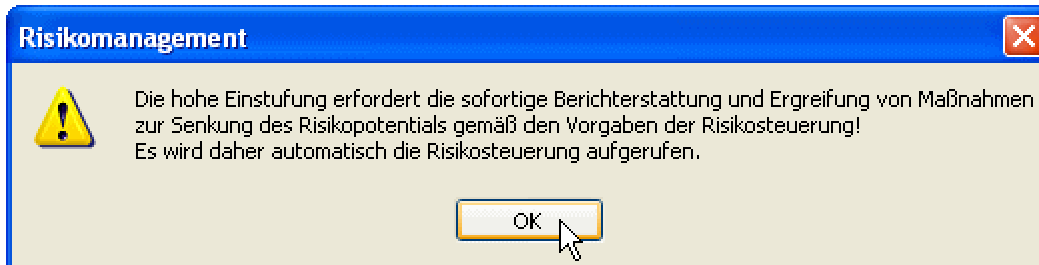 Risikomanagement
Die hohe Einstufung erfordert die sofortige Berichterstattung und Ergreifung von Maßnahmen
zur Senkung des Risikopotentials gemäß den Vorgaben der Risikosteuerung!
Es wird daher automatisch die Risikosteuerung aufgerufen.
OK